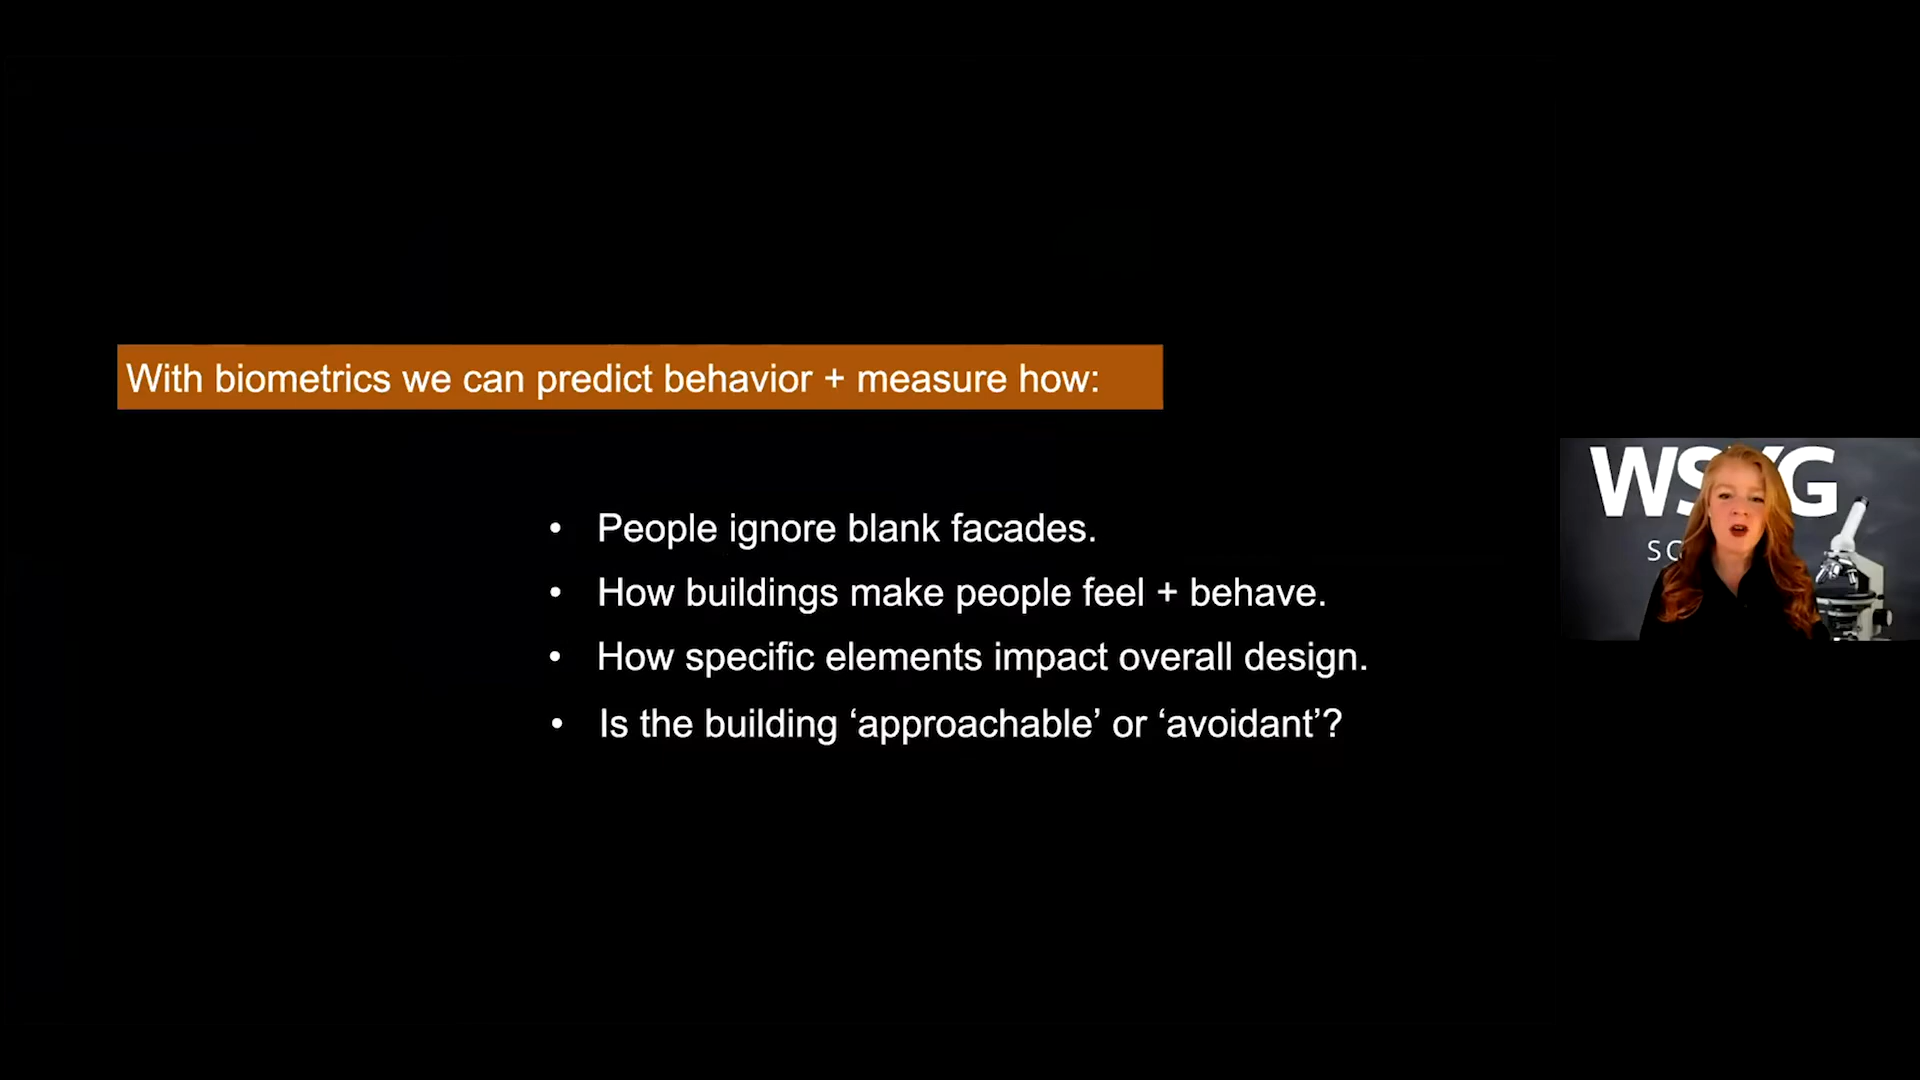 With biometrics we can predict behavior + measure how:
• People ignore blank facades.
• How buildings make people feel + behave.
• How specific elements impact overall design.
• Is the building ‘approachable’ or ‘avoidant’?